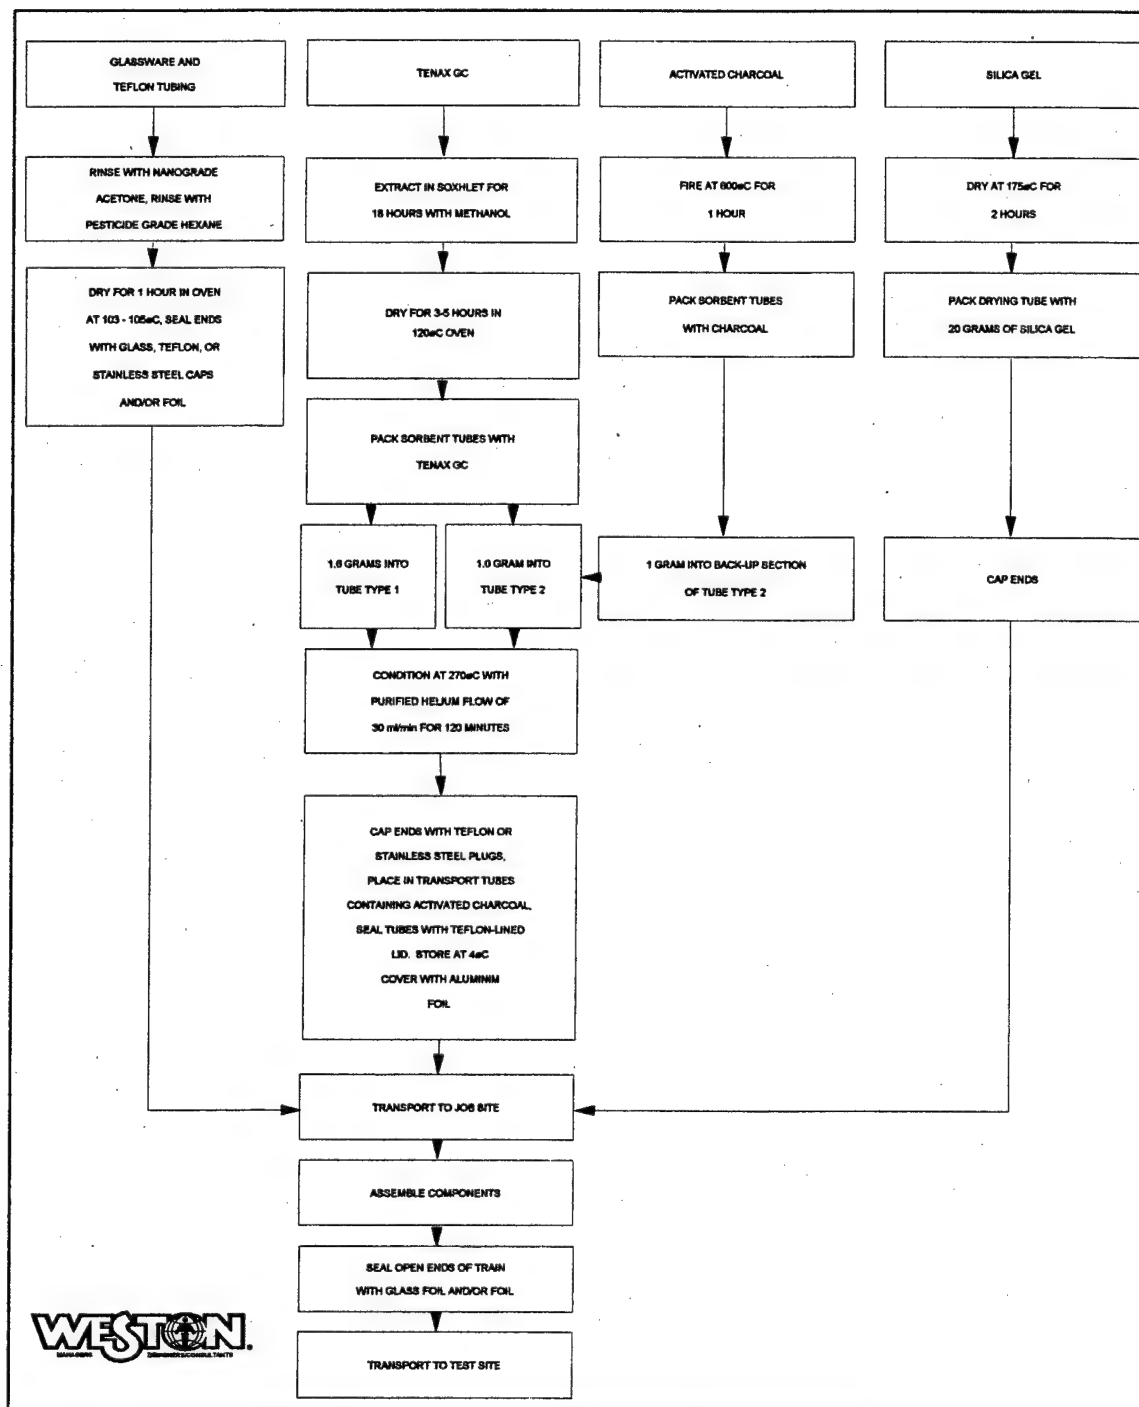 GLASSWARE AND
TEFLON TUBING
RINSE WITH NANOGRADE
ACETONE, RINSE WITH
PESTICIDE GRADE HEXANE
DRY FOR 1 HOUR IN OVEN
AT 103 - 105øC, SEAL ENDS
WITH GLASS, TEFLON, OR
STAINLESS STEEL CAPS
AND/OR FOIL
TENAX GC
EXTRACT IN SOXHLET FOR
18 HOURS WITH METHANOL
DRY FOR 3-5 HOURS IN
120øC OVEN
PACK SORBENT TUBES WITH
TENAX GC
1.6 GRAMS INTO
TUBE TYPE 1
1.0 GRAM INTO
TUBE TYPE 2
ACTIVATED CHARCOAL
FIRE AT 600øC FOR
1 HOUR
PACK SORBENT TUBES
WITH CHARCOAL
1 GRAM INTO BACK-UP SECTION
OF TUBE TYPE 2
SILICA GEL
DRY AT 175øC FOR
2 HOURS
PACK DRYING TUBE WITH
20 GRAMS OF SILICA GEL
CAP ENDS
CONDITION AT 270øC WITH
PURIFIED HELIUM FLOW OF
30 ml/min FOR 120 MINUTES
CAP ENDS WITH TEFLON OR
STAINLESS STEEL PLUGS,
PLACE IN TRANSPORT TUBES
CONTAINING ACTIVATED CHARCOAL,
SEAL TUBES WITH TEFLON-LINED
LID. STORE AT 4øC
COVER WITH ALUMINIM
FOIL
TRANSPORT TO JOB SITE
ASSEMBLE COMPONENTS
SEAL OPEN ENDS OF TRAIN
WITH GLASS FOIL AND/OR FOIL
TRANSPORT TO TEST SITE
WESTON
MANAGERS DESIGNERS/CONSULTANTS